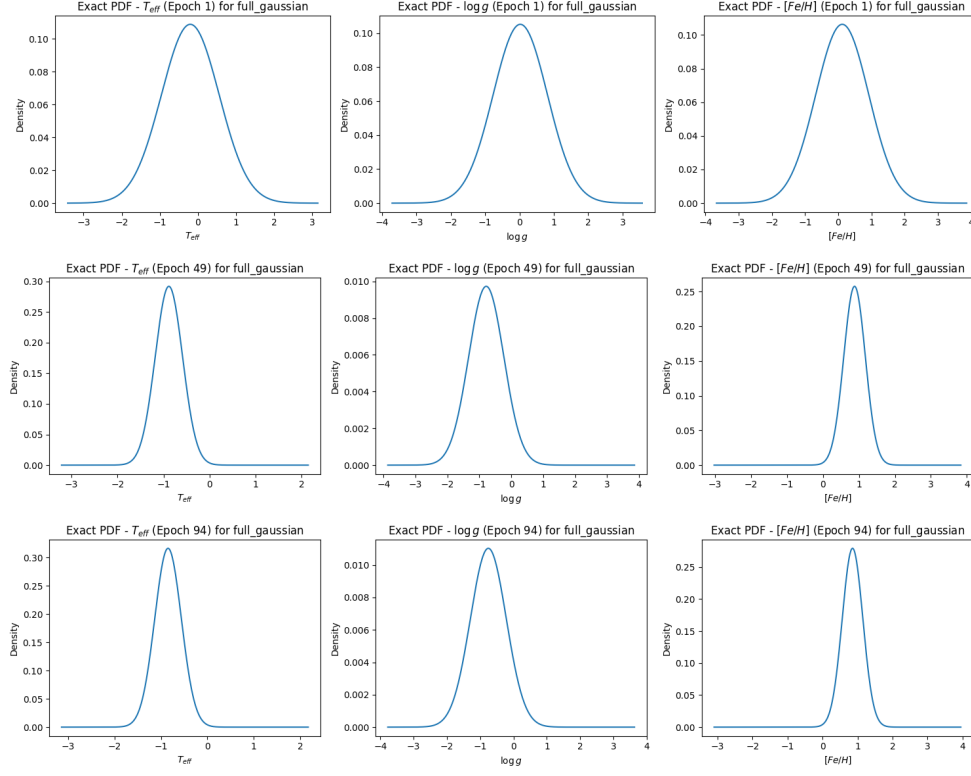 Exact PDF - T_eff (Epoch 1) for full_gaussian
0.10
0.08
0.06
0.04
0.02
0.00
Density
−3 −2 −1 0 1 2 3
T_eff
Exact PDF - log g (Epoch 1) for full_gaussian
0.10
0.08
0.06
0.04
0.02
0.00
Density
−4 −3 −2 −1 0 1 2 3
log g
Exact PDF - [Fe/H] (Epoch 1) for full_gaussian
0.10
0.08
0.06
0.04
0.02
0.00
Density
−4 −3 −2 −1 0 1 2 3 4
[Fe/H]
Exact PDF - T_eff (Epoch 49) for full_gaussian
0.30
0.25
0.20
0.15
0.10
0.05
0.00
Density
−3 −2 −1 0 1 2
T_eff
Exact PDF - log g (Epoch 49) for full_gaussian
0.010
0.008
0.006
0.004
0.002
0.000
Density
−4 −3 −2 −1 0 1 2 3 4
log g
Exact PDF - [Fe/H] (Epoch 49) for full_gaussian
0.25
0.20
0.15
0.10
0.05
0.00
Density
−3 −2 −1 0 1 2 3 4
[Fe/H]
Exact PDF - T_eff (Epoch 94) for full_gaussian
0.30
0.25
0.20
0.15
0.10
0.05
0.00
Density
−3 −2 −1 0 1 2
T_eff
Exact PDF - log g (Epoch 94) for full_gaussian
0.010
0.008
0.006
0.004
0.002
0.000
Density
−4 −3 −2 −1 0 1 2 3 4
log g
Exact PDF - [Fe/H] (Epoch 94) for full_gaussian
0.25
0.20
0.15
0.10
0.05
0.00
Density
−3 −2 −1 0 1 2 3 4
[Fe/H]